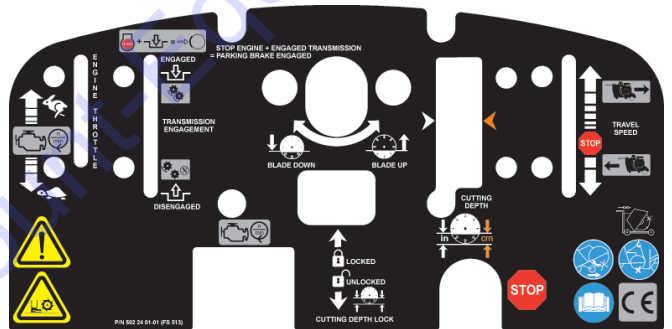 STOP ENGINE + ENGAGED TRANSMISSION
= PARKING BRAKE ENGAGED
ENGINE THROTTLE
ENGAGED
TRANSMISSION
ENGAGEMENT
N
DISENGAGED
BLADE DOWN
BLADE UP
TRAVEL
SPEED
STOP
CUTTING
DEPTH
in
cm
LOCKED
UNLOCKED
CUTTING DEPTH LOCK
STOP
CE
P/N 502 24 01-01 (FS 513)